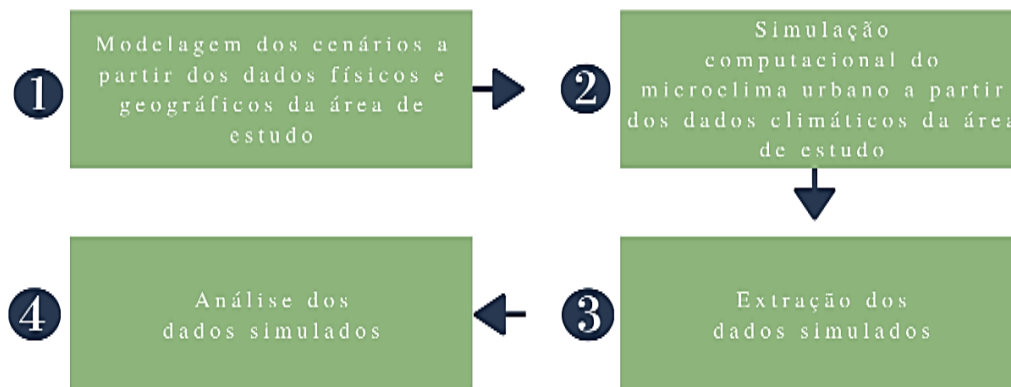 1
Modelagem dos cenários a
partir dos dados físicos e
geográficos da área de
estudo
2
Simulação
computacional do
microclima urbano a partir
dos dados climáticos da área
de estudo
3
Extração dos
dados simulados
4
Análise dos
dados simulados